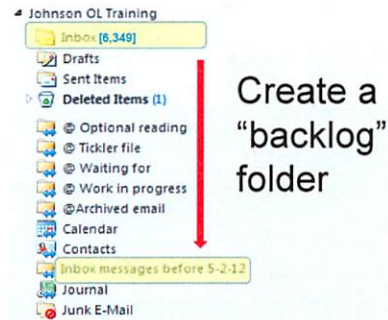 Johnson OL Training
Inbox [6,349]
Drafts
Sent Items
Deleted Items (1)
@ Optional reading
@ Tickler file
@ Waiting for
@ Work in progress
@Archived email
Calendar
Contacts
Inbox messages before 5-2-12
Journal
Junk E-Mail
Create a
"backlog"
folder